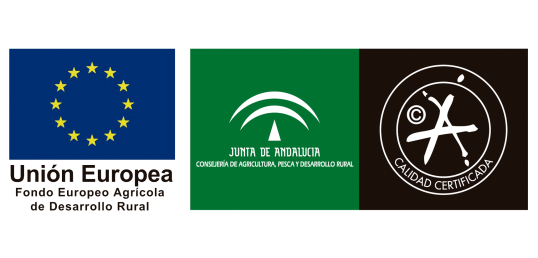 Unión Europea
Fondo Europeo Agrícola
de Desarrollo Rural
JUNTA DE ANDALUCIA
CONSEJERÍA DE AGRICULTURA, PESCA Y DESARROLLO RURAL
©
CALIDAD CERTIFICADA